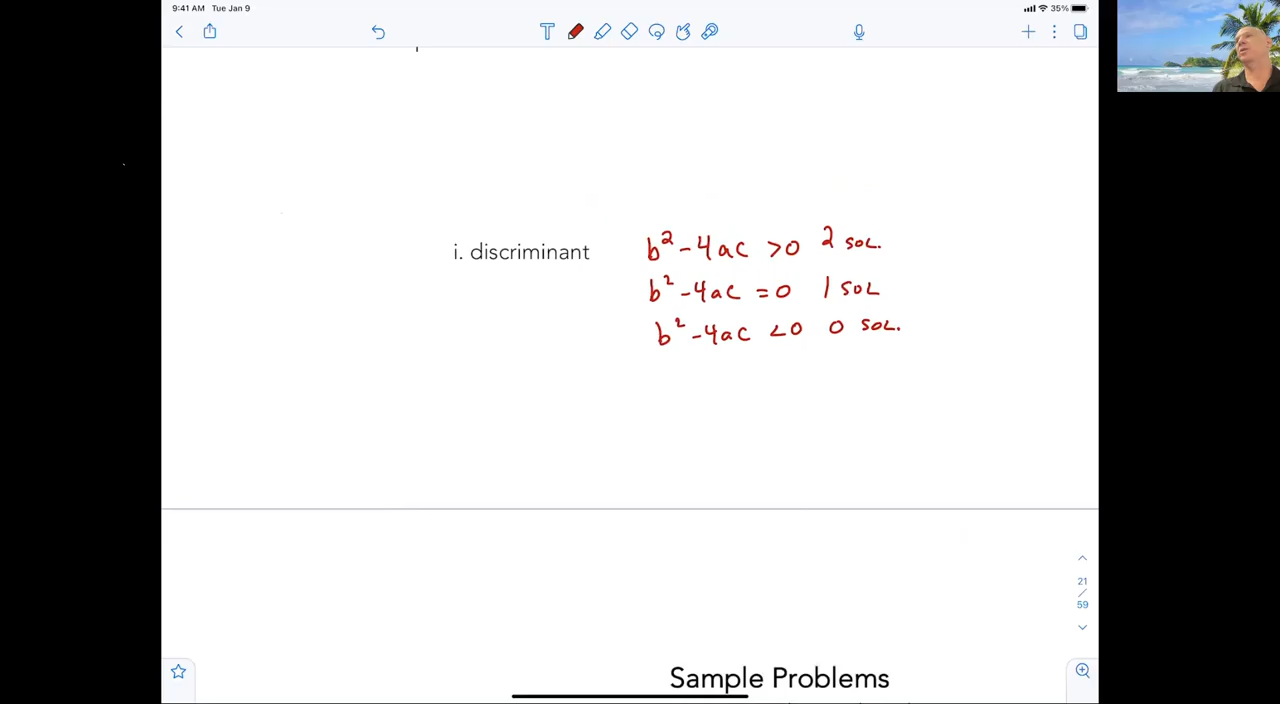 9:41 AM Tue Jan 9
35%
T
i. discriminant
b² - 4ac > 0 2 SOL.
b² - 4ac = 0 1 SOL
b² - 4ac < 0 0 SOL.
21
/
59
Sample Problems